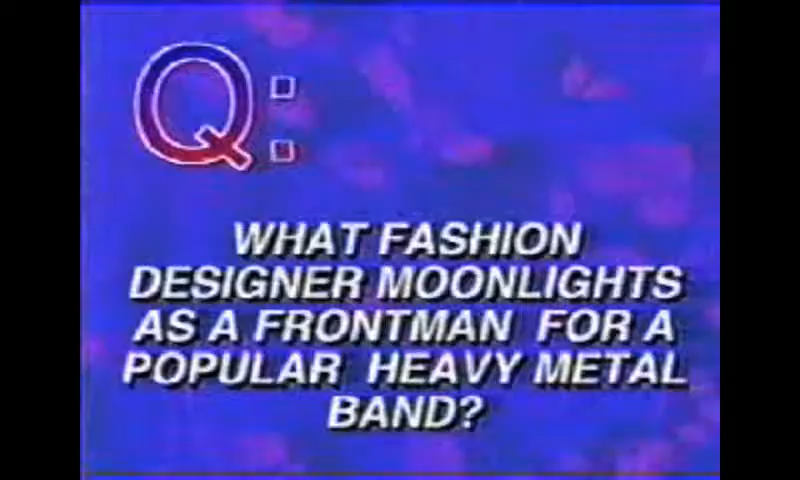 Q:
WHAT FASHION
DESIGNER MOONLIGHTS
AS A FRONTMAN FOR A
POPULAR HEAVY METAL
BAND?